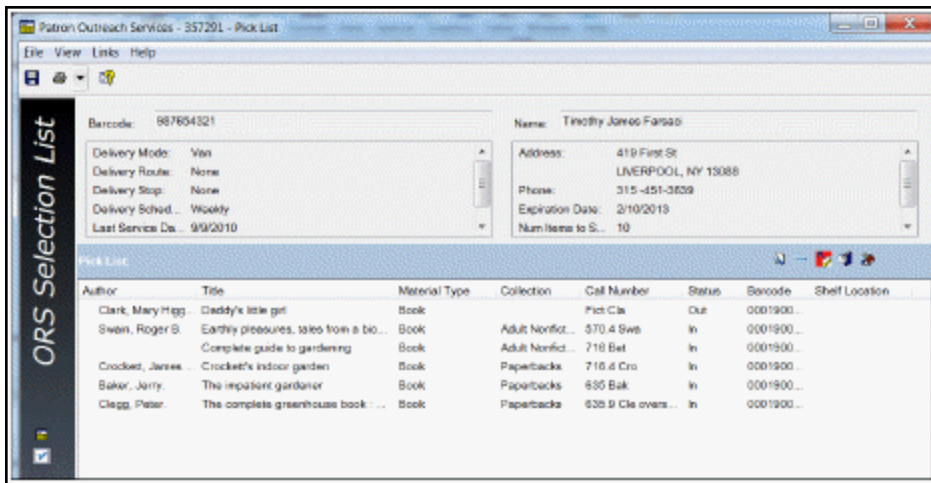 Patron Outreach Services - 357291 - Pick List
File View Links Help
ORS Selection List
Barcode: 987654321
Name: Timothy James Farsaci
Delivery Mode: Van
Delivery Route: None
Delivery Stop: None
Delivery Sched... Weekly
Last Service Da... 9/9/2010
Address: 419 First St
LIVERPOOL, NY 13088
Phone: 315-451-3639
Expiration Date: 2/10/2013
Num Items to S... 10
Pick List
Author Title Material Type Collection Call Number Status Barcode Shelf Location
Clark, Mary Higg... Daddy's little girl Book Fict Cla Out 0001900...
Swain, Roger B. Earthly pleasures, tales from a bio... Book Adult Nonfict... 570.4 Swa In 0001900...
Complete guide to gardening Book Adult Nonfict... 716 Bet In 0001900...
Crockett, James ... Crockett's indoor garden Paperbacks 716.4 Cro In 0001900...
Baker, Jerry. The impatient gardener Book Paperbacks 635 Bak In 0001900...
Clegg, Peter. The complete greenhouse book : ... Book Paperbacks 635.9 Cle overs... In 0001900...